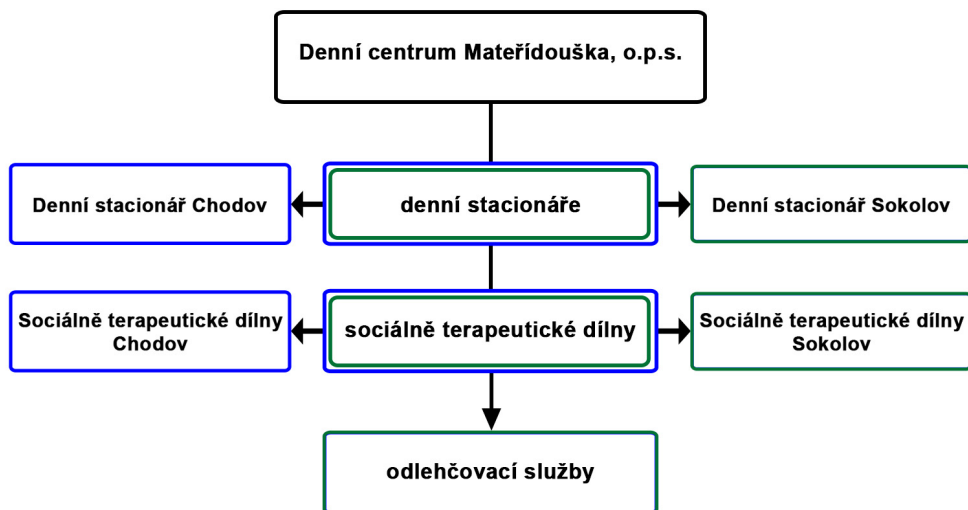 Denní centrum Mateřídouška, o.p.s.
Denní stacionář Chodov
denní stacionáře
Denní stacionář Sokolov
Sociálně terapeutické dílny
Chodov
sociálně terapeutické dílny
Sociálně terapeutické dílny
Sokolov
odlehčovací služby